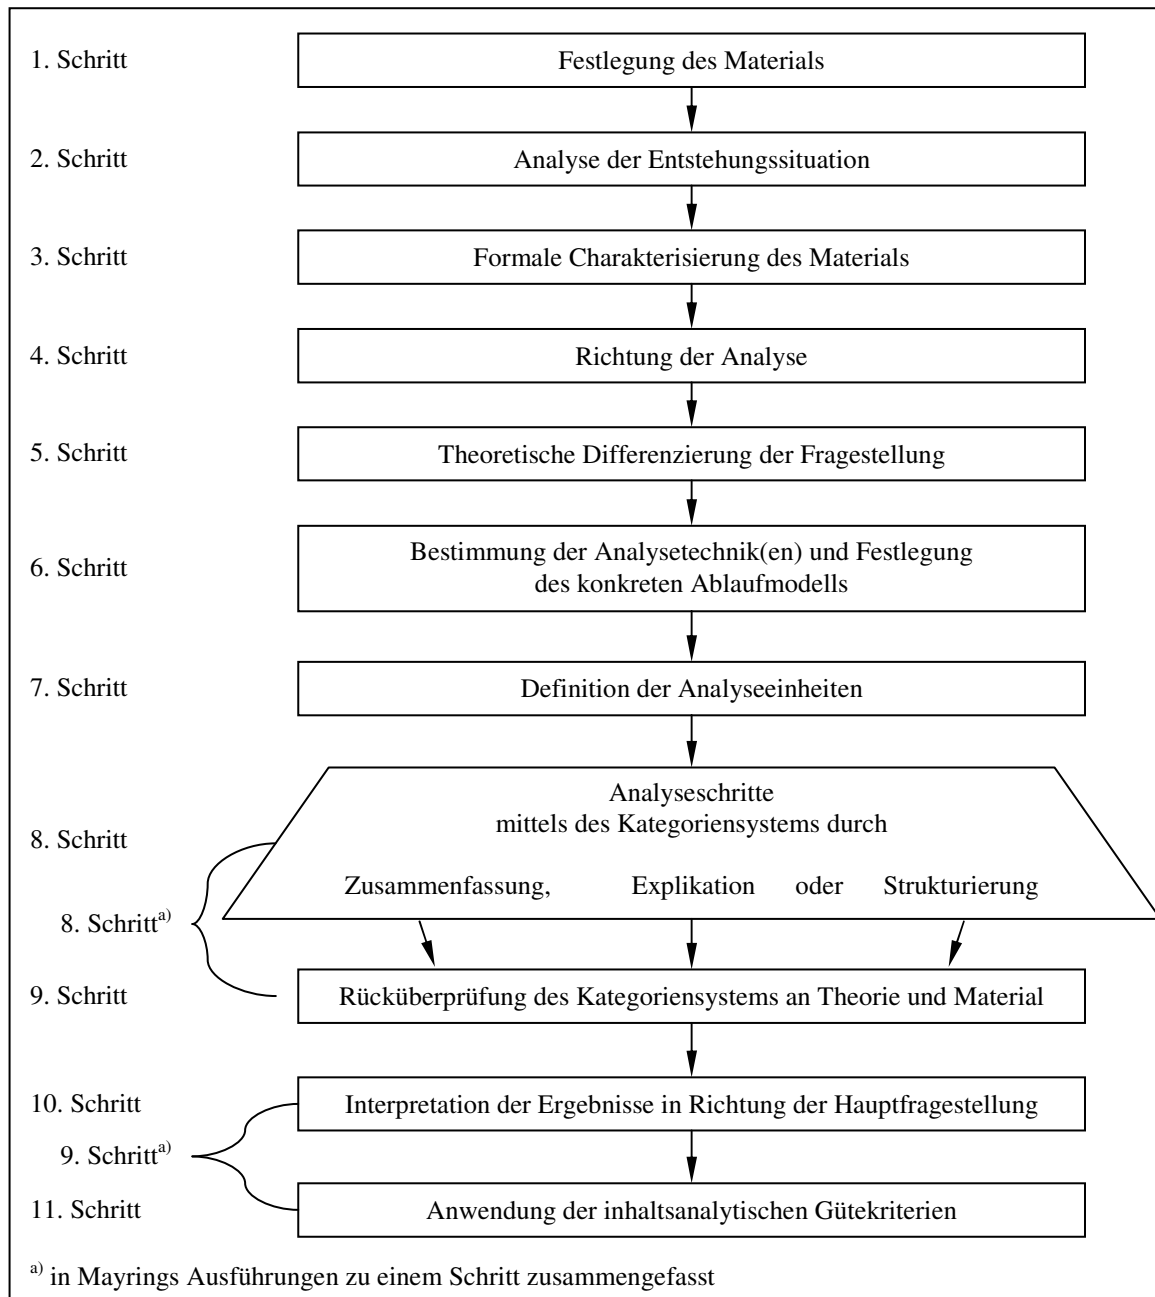 1. Schritt
Festlegung des Materials
2. Schritt
Analyse der Entstehungssituation
3. Schritt
Formale Charakterisierung des Materials
4. Schritt
Richtung der Analyse
5. Schritt
Theoretische Differenzierung der Fragestellung
6. Schritt
Bestimmung der Analysetechnik(en) und Festlegung
des konkreten Ablaufmodells
7. Schritt
Definition der Analyseeinheiten
8. Schritt
Analyseschritte
mittels des Kategoriensystems durch
Zusammenfassung, Explikation oder Strukturierung
8. Schritt a)
9. Schritt
Rücküberprüfung des Kategoriensystems an Theorie und Material
10. Schritt
Interpretation der Ergebnisse in Richtung der Hauptfragestellung
9. Schritt a)
11. Schritt
Anwendung der inhaltsanalytischen Gütekriterien
a) in Mayrings Ausführungen zu einem Schritt zusammengefasst